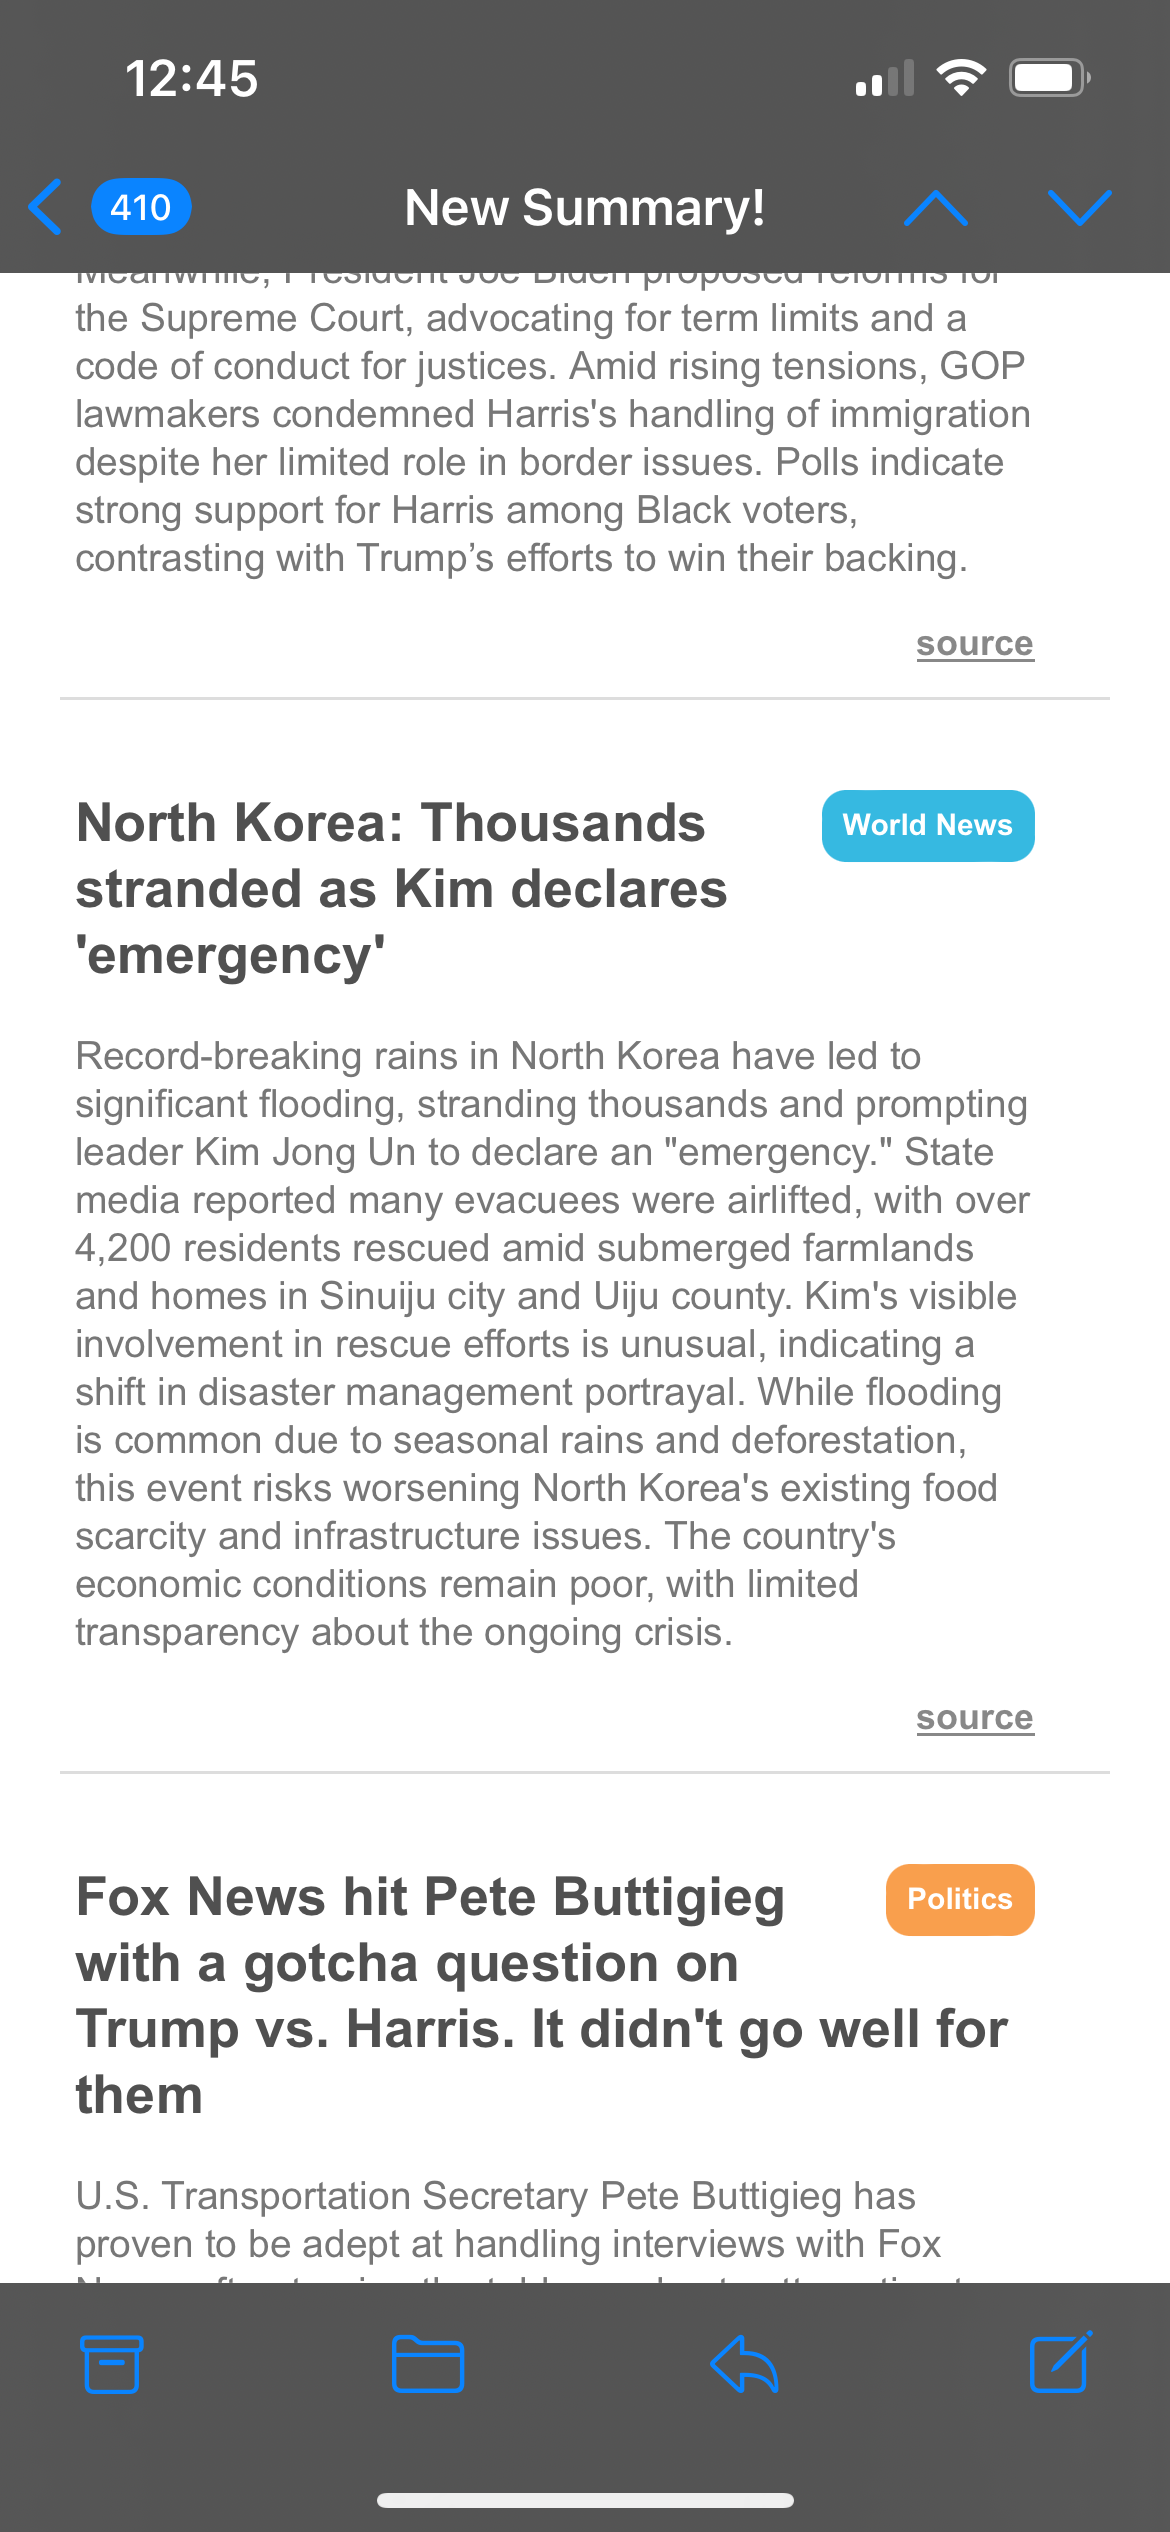 12:45
410
New Summary!
Meanwhile, President Joe Biden proposed reforms for
the Supreme Court, advocating for term limits and a
code of conduct for justices. Amid rising tensions, GOP
lawmakers condemned Harris's handling of immigration
despite her limited role in border issues. Polls indicate
strong support for Harris among Black voters,
contrasting with Trump’s efforts to win their backing.
source
North Korea: Thousands
stranded as Kim declares
'emergency'
World News
Record-breaking rains in North Korea have led to
significant flooding, stranding thousands and prompting
leader Kim Jong Un to declare an "emergency." State
media reported many evacuees were airlifted, with over
4,200 residents rescued amid submerged farmlands
and homes in Sinuiju city and Uiju county. Kim's visible
involvement in rescue efforts is unusual, indicating a
shift in disaster management portrayal. While flooding
is common due to seasonal rains and deforestation,
this event risks worsening North Korea's existing food
scarcity and infrastructure issues. The country's
economic conditions remain poor, with limited
transparency about the ongoing crisis.
source
Fox News hit Pete Buttigieg
with a gotcha question on
Trump vs. Harris. It didn't go well for
them
Politics
U.S. Transportation Secretary Pete Buttigieg has
proven to be adept at handling interviews with Fox